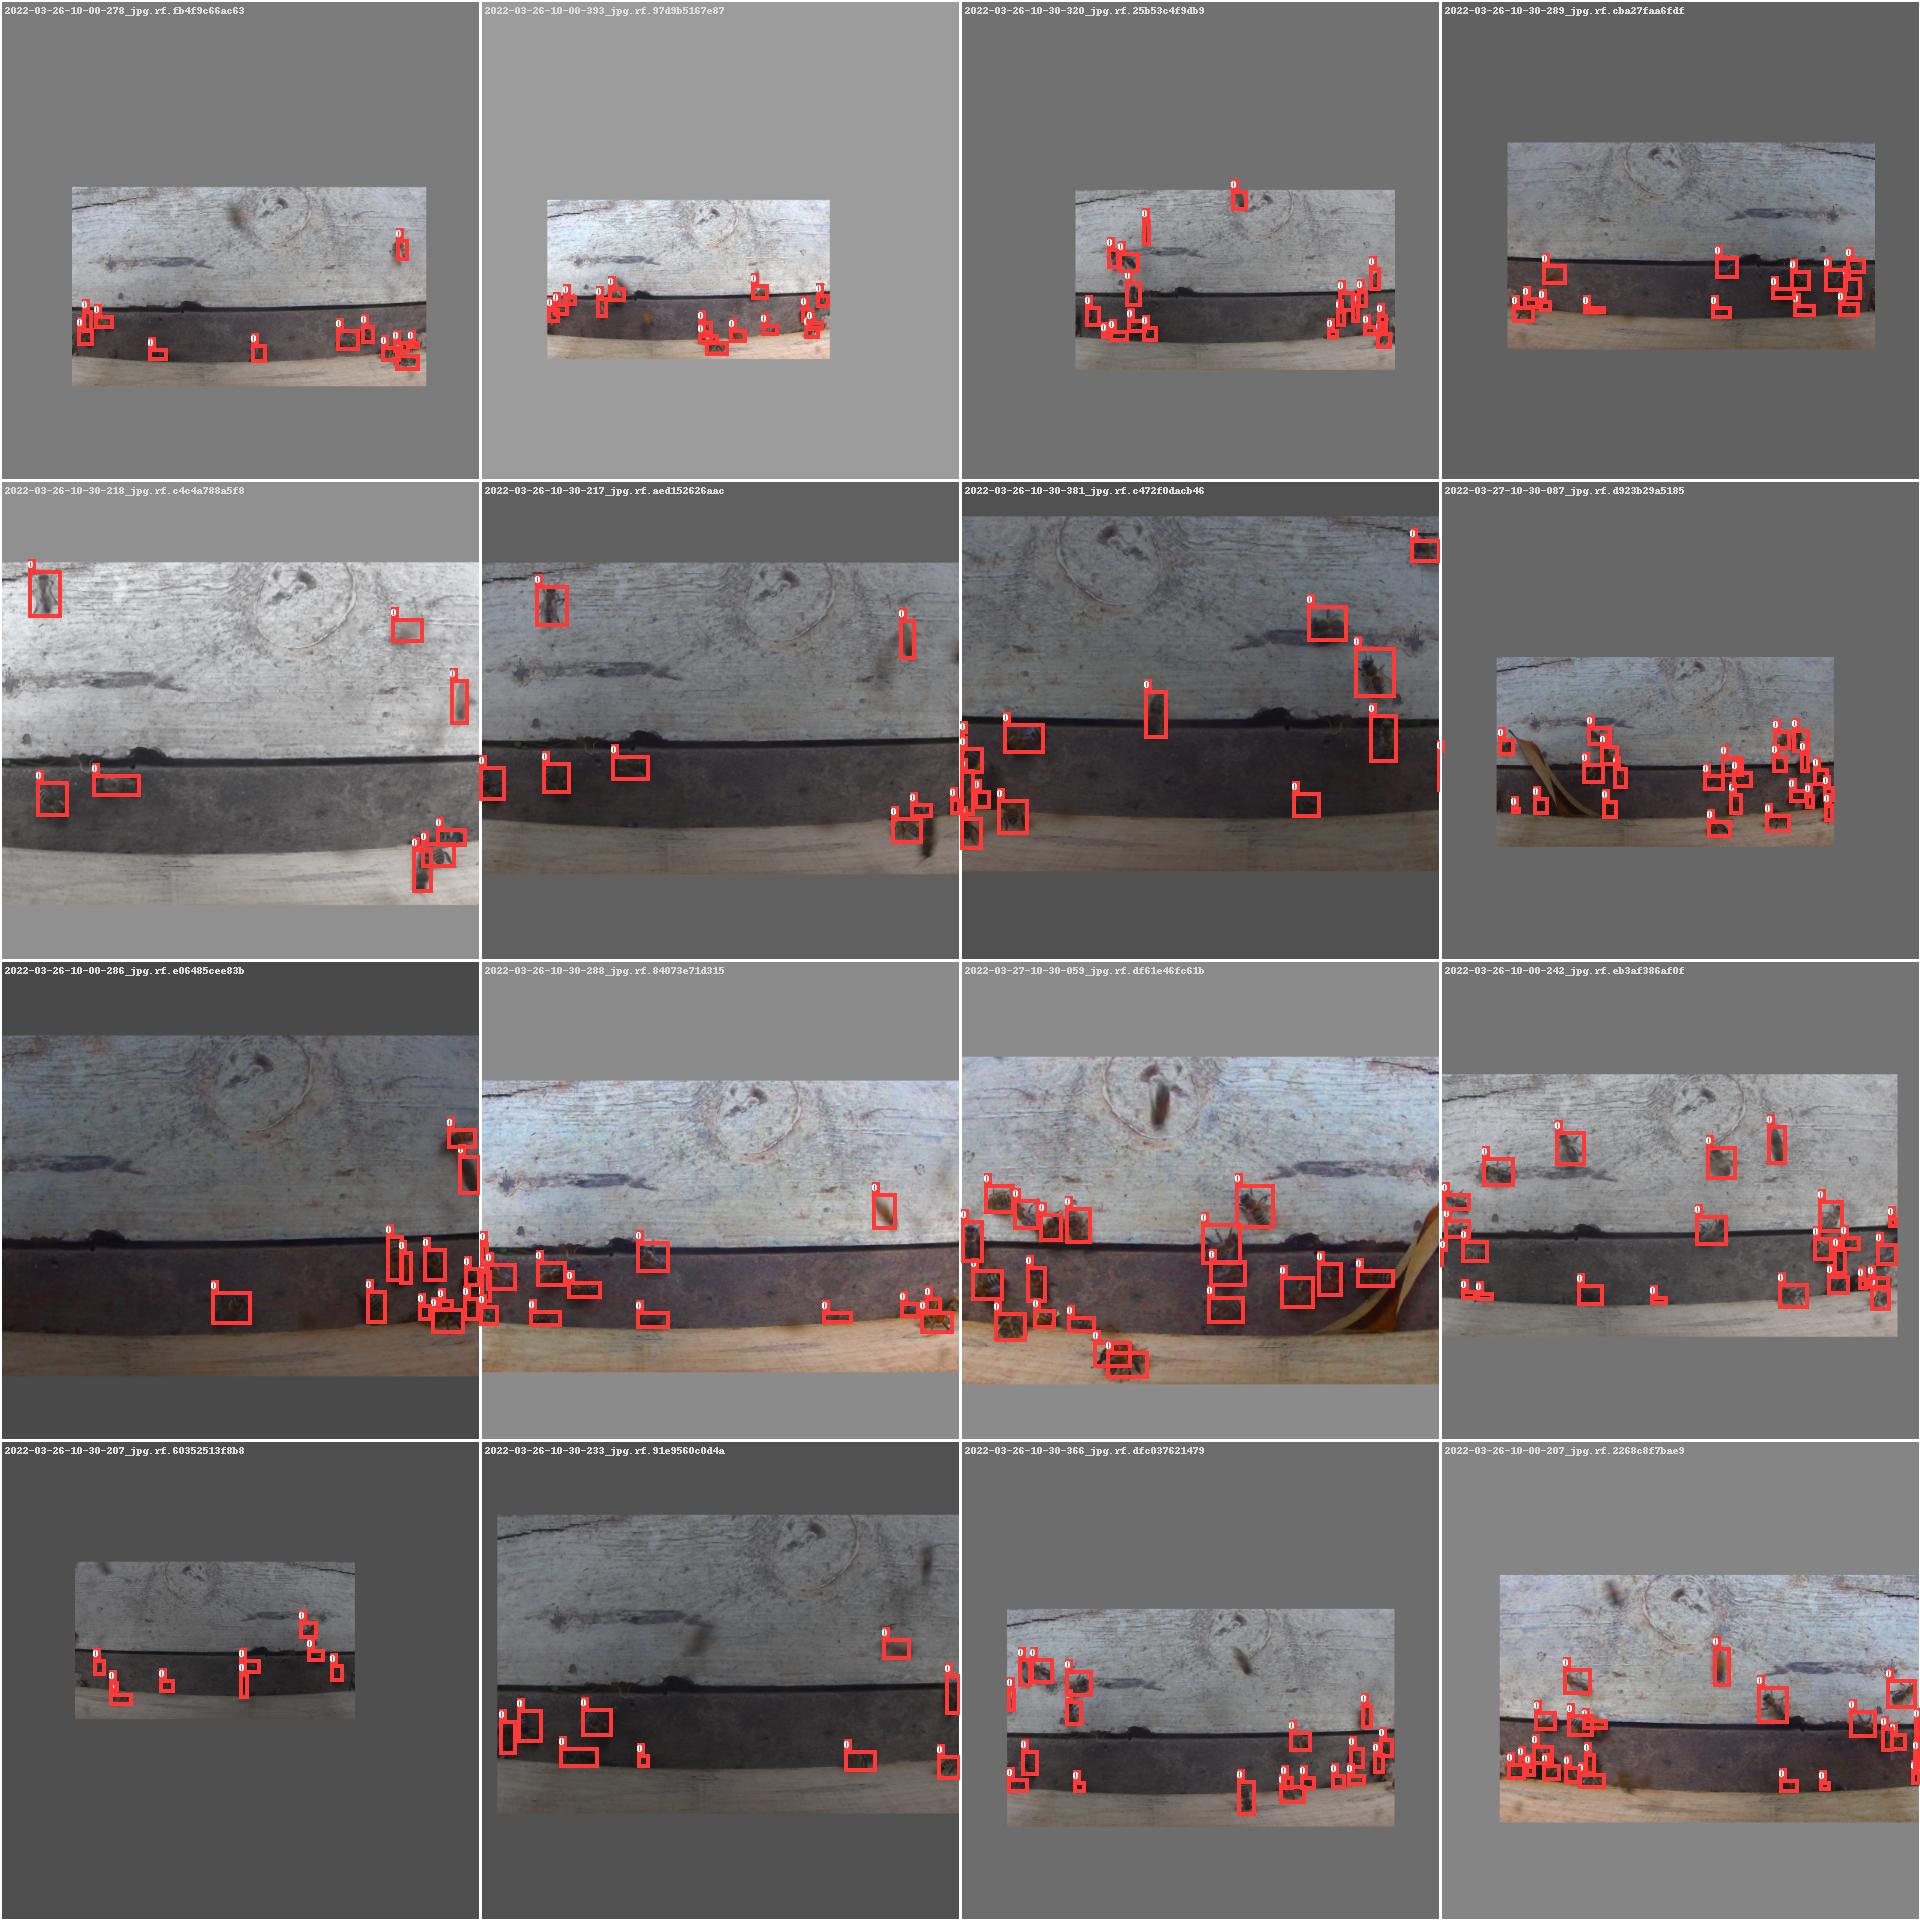 2022-03-26-10-00-278_jpg.rf.fb4f9c66ac63
2022-03-26-10-00-393_jpg.rf.97d9b5167e87
2022-03-26-10-30-320_jpg.rf.25b53c4f9db9
2022-03-26-10-30-289_jpg.rf.cba27faa6fdf
2022-03-26-10-30-218_jpg.rf.c4c4a788a5f8
2022-03-26-10-30-217_jpg.rf.aed152626aac
2022-03-26-10-30-381_jpg.rf.c472f0dacb46
2022-03-27-10-30-087_jpg.rf.d923b29a5185
2022-03-26-10-00-286_jpg.rf.e06485cee83b
2022-03-26-10-30-288_jpg.rf.84073e71d315
2022-03-27-10-30-059_jpg.rf.df61e46fc61b
2022-03-26-10-00-242_jpg.rf.eb3af386af0f
2022-03-26-10-30-207_jpg.rf.60352513f8b8
2022-03-26-10-30-233_jpg.rf.91e9560c0d4a
2022-03-26-10-30-366_jpg.rf.dfc037621479
2022-03-26-10-00-207_jpg.rf.2268c8f7bae9